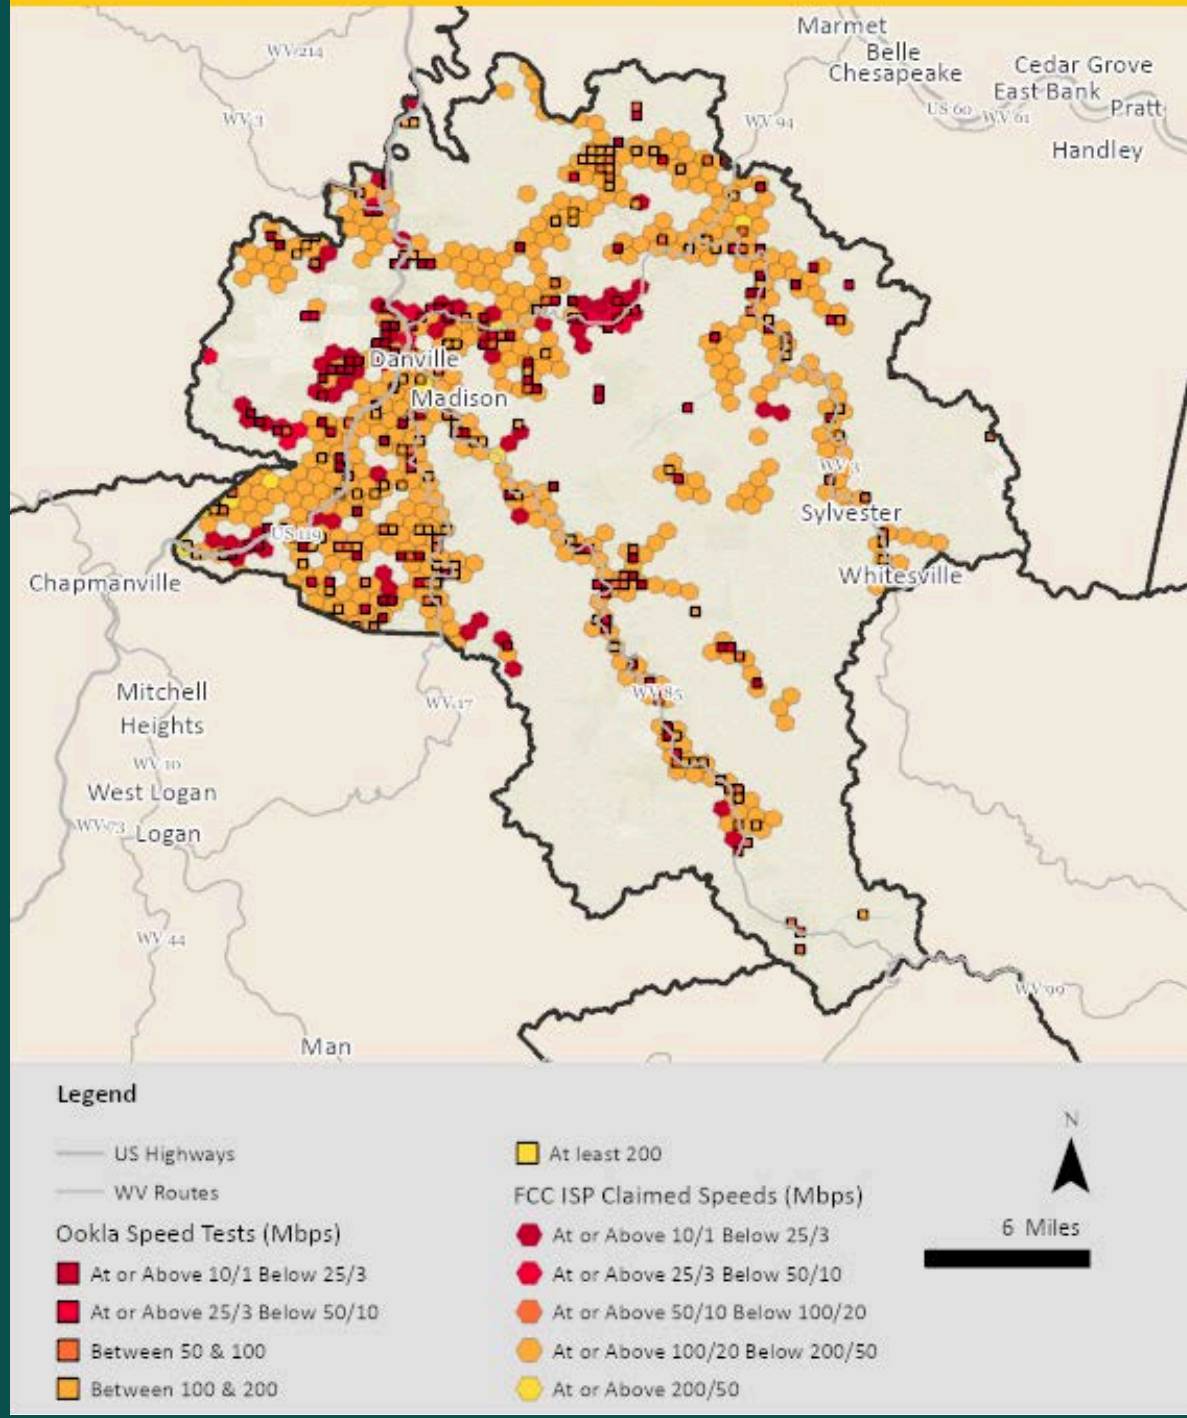 Marmet
Belle
Chesapeake
Cedar Grove
East Bank
Pratt
Handley
WV 214
WV 3
WV 94
US 60
WV 61
Danville
Madison
WV 3
Sylvester
Whitesville
US 119
Chapmanville
Mitchell
Heights
WV 10
West Logan
WV 73
Logan
WV 17
WV 85
WV 44
WV 99
Man
Legend
US Highways
WV Routes
Ookla Speed Tests (Mbps)
At or Above 10/1 Below 25/3
At or Above 25/3 Below 50/10
Between 50 & 100
Between 100 & 200
At least 200
FCC ISP Claimed Speeds (Mbps)
At or Above 10/1 Below 25/3
At or Above 25/3 Below 50/10
At or Above 50/10 Below 100/20
At or Above 100/20 Below 200/50
At or Above 200/50
N
6 Miles